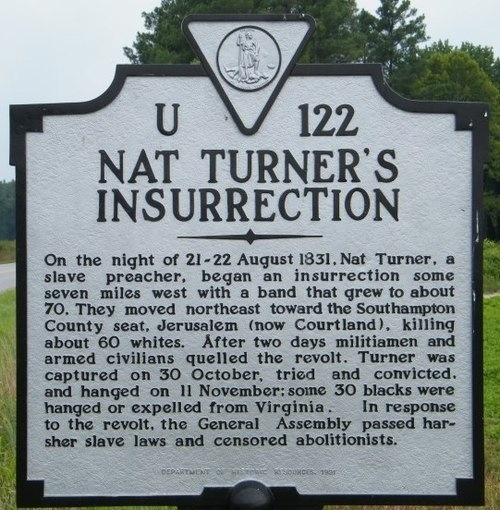 U 122
NAT TURNER'S
INSURRECTION
On the night of 21-22 August 1831, Nat Turner, a
slave preacher, began an insurrection some
seven miles west with a band that grew to about
70. They moved northeast toward the Southampton
County seat, Jerusalem (now Courtland), killing
about 60 whites. After two days militiamen and
armed civilians quelled the revolt. Turner was
captured on 30 October, tried and convicted,
and hanged on 11 November; some 30 blacks were
hanged or expelled from Virginia. In response
to the revolt, the General Assembly passed har-
sher slave laws and censored abolitionists.
DEPARTMENT OF HISTORIC RESOURCES, 1991